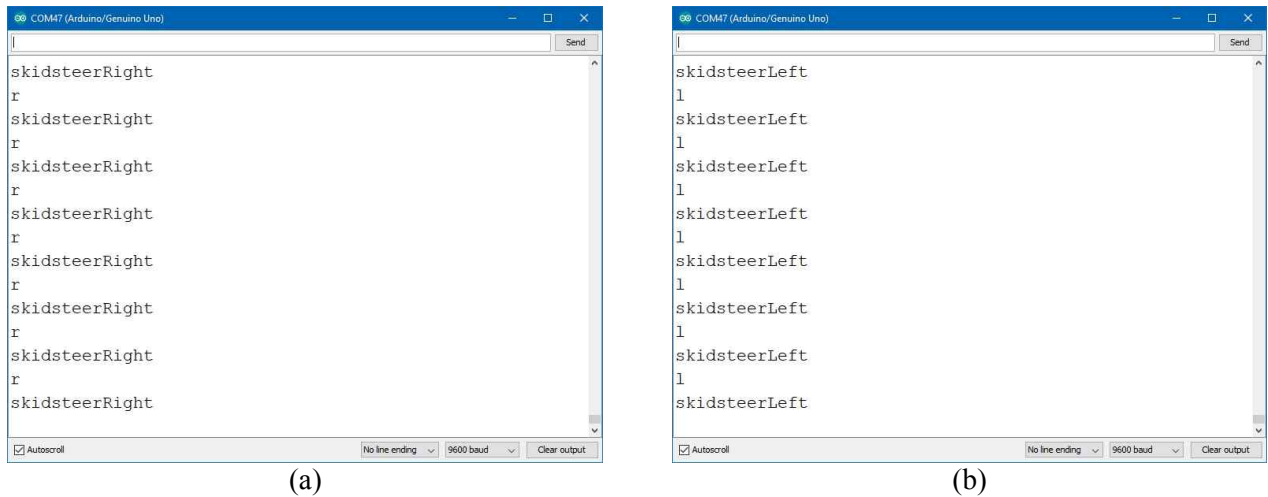 COM47 (Arduino/Genuino Uno)
Send
skidsteerRight
r
skidsteerRight
r
skidsteerRight
r
skidsteerRight
r
skidsteerRight
r
skidsteerRight
r
skidsteerRight
r
skidsteerRight
Autoscroll
No line ending
9600 baud
Clear output
(a)
COM47 (Arduino/Genuino Uno)
Send
skidsteerLeft
l
skidsteerLeft
l
skidsteerLeft
l
skidsteerLeft
l
skidsteerLeft
l
skidsteerLeft
l
skidsteerLeft
l
skidsteerLeft
Autoscroll
No line ending
9600 baud
Clear output
(b)